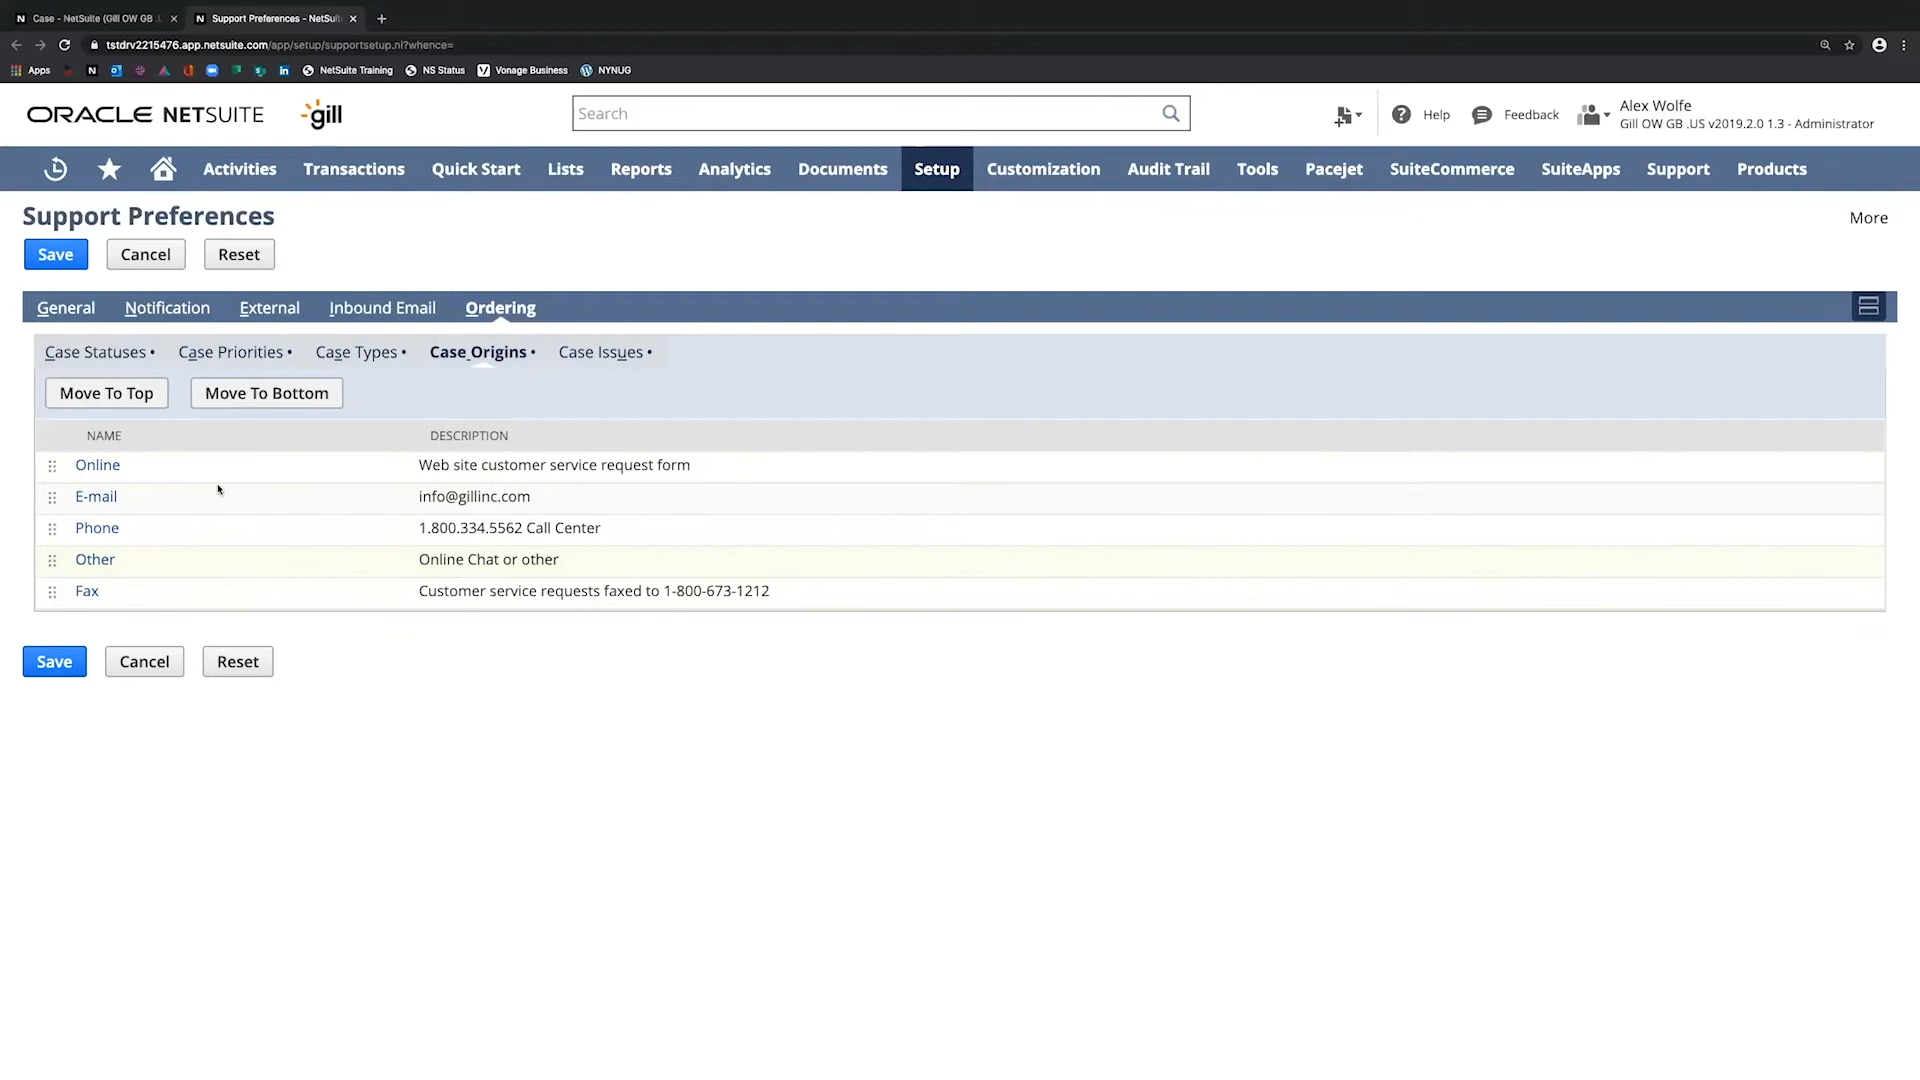 Case - NetSuite (Gill OW GB .
Support Preferences - NetSui
tstdrv2215476.app.netsuite.com/app/setup/supportsetup.nl?whence=
Apps
NetSuite Training
NS Status
Vonage Business
NYNUG
ORACLE NETSUITE
gill
Search
Help
Feedback
Alex Wolfe
Gill OW GB .US v2019.2.0 1.3 - Administrator
Activities
Transactions
Quick Start
Lists
Reports
Analytics
Documents
Setup
Customization
Audit Trail
Tools
Pacejet
SuiteCommerce
SuiteApps
Support
Products
Support Preferences
More
Save
Cancel
Reset
General
Notification
External
Inbound Email
Ordering
Case Statuses •
Case Priorities •
Case Types •
Case Origins •
Case Issues •
Move To Top
Move To Bottom
NAME DESCRIPTION
Online Web site customer service request form
E-mail info@gillinc.com
Phone 1.800.334.5562 Call Center
Other Online Chat or other
Fax Customer service requests faxed to 1-800-673-1212
Save
Cancel
Reset